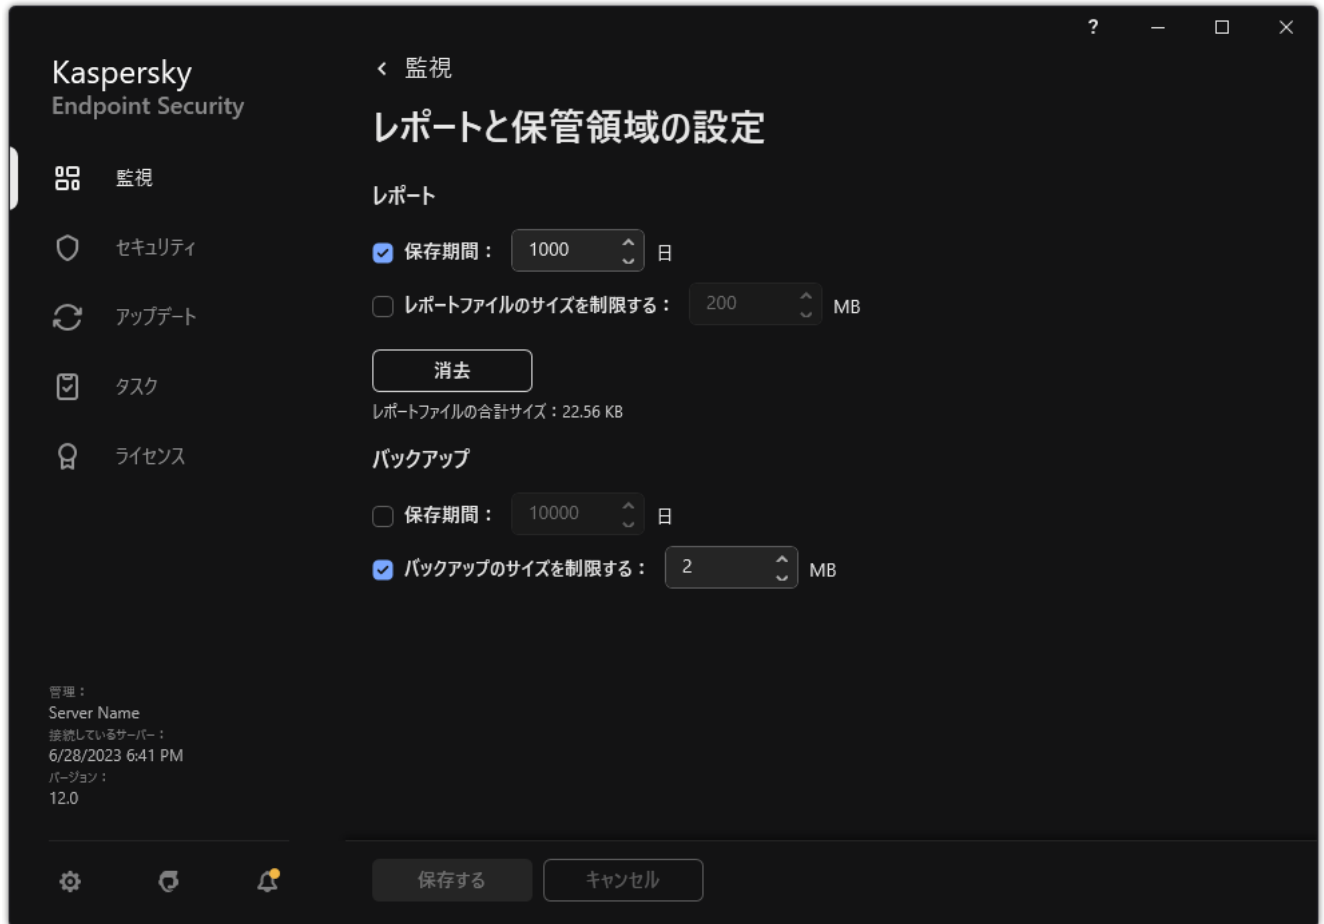 ?
Kaspersky
Endpoint Security
監視
セキュリティ
アップデート
タスク
ライセンス
管理：
Server Name
接続しているサーバー：
6/28/2023 6:41 PM
バージョン：
12.0
監視
レポートと保管領域の設定
レポート
保存期間： 1000 日
レポートファイルのサイズを制限する： 200 MB
消去
レポートファイルの合計サイズ：22.56 KB
バックアップ
保存期間： 10000 日
バックアップのサイズを制限する： 2 MB
保存する キャンセル